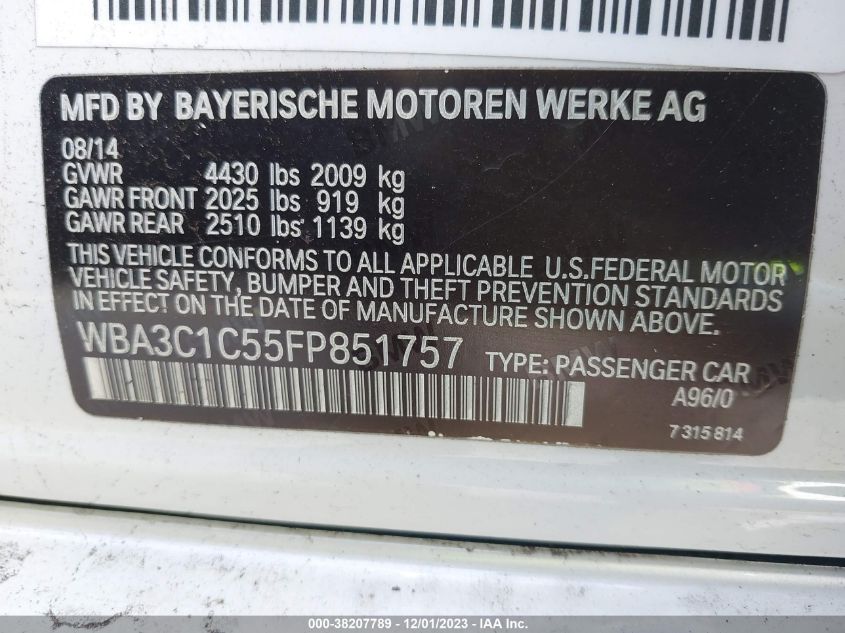 MFD BY BAYERISCHE MOTOREN WERKE AG
08/14
GVWR 4430 lbs 2009 kg
GAWR FRONT 2025 lbs 919 kg
GAWR REAR 2510 lbs 1139 kg
THIS VEHICLE CONFORMS TO ALL APPLICABLE U.S.FEDERAL MOTOR
VEHICLE SAFETY, BUMPER AND THEFT PREVENTION STANDARDS
IN EFFECT ON THE DATE OF MANUFACTURE SHOWN ABOVE.
WBA3C1C55FP851757 TYPE: PASSENGER CAR
A96/0
7315814
000-38207789 - 12/01/2023 - IAA Inc.